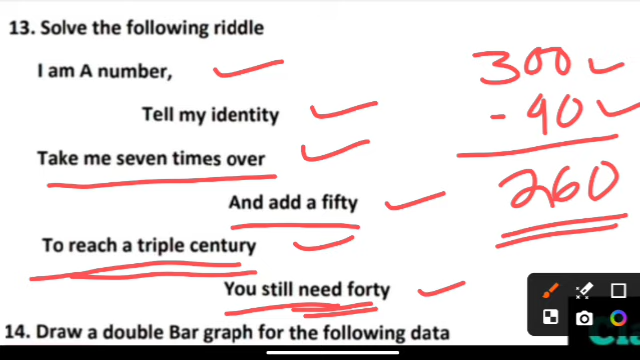 13. Solve the following riddle
I am A number,
Tell my identity
Take me seven times over
And add a fifty
To reach a triple century
You still need forty
14. Draw a double Bar graph for the following data
300
- 40
260